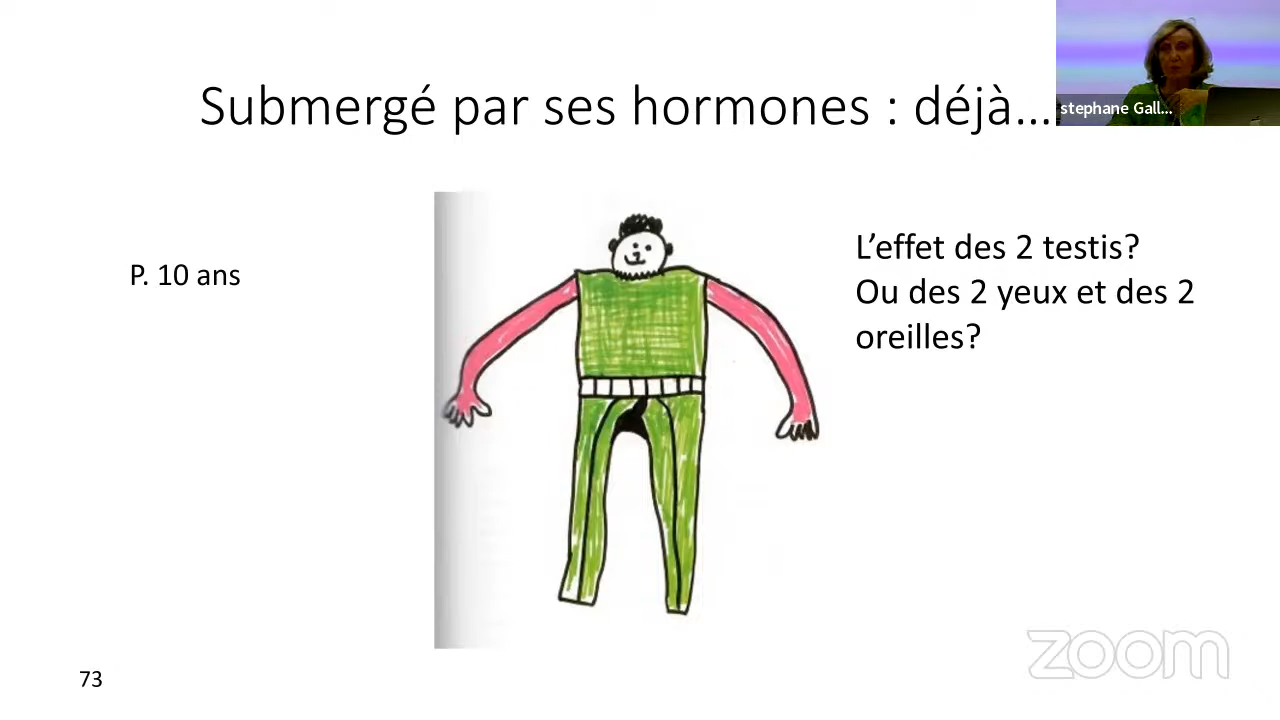 Submergé par ses hormones : déjà...
stephane Gall...
P. 10 ans
L’effet des 2 testis?
Ou des 2 yeux et des 2
oreilles?
zoom
73